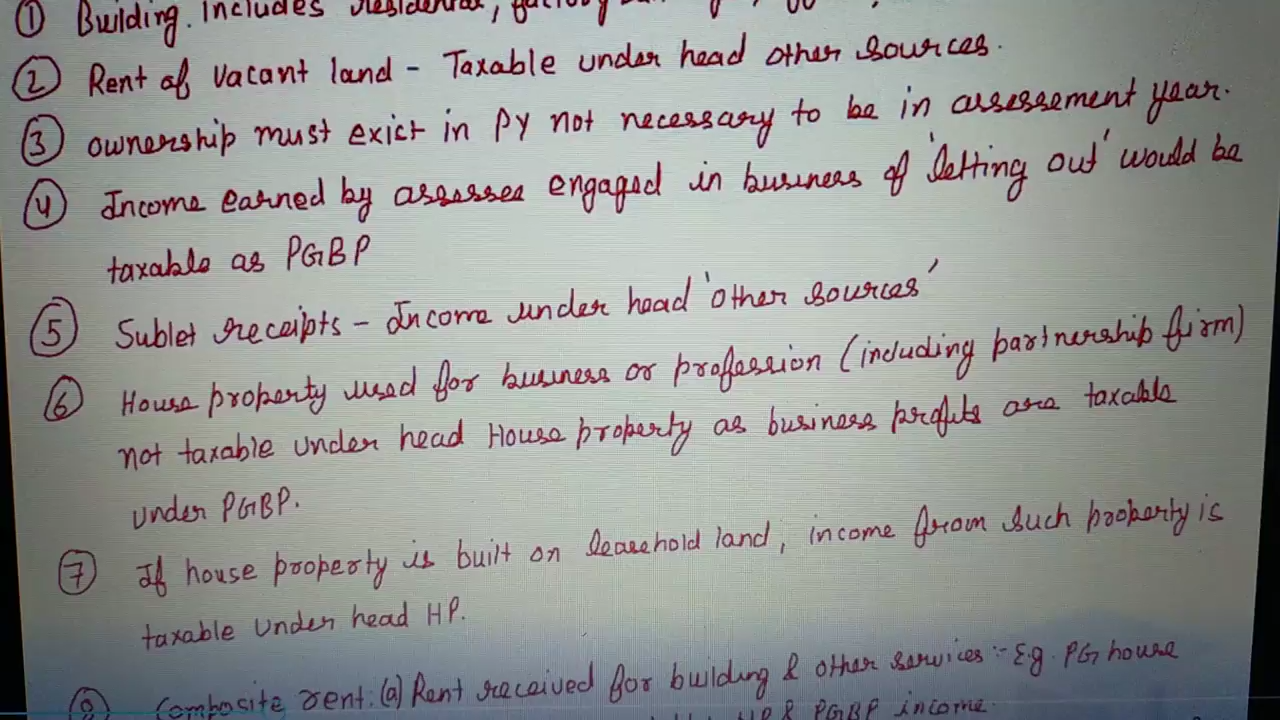 ① Building. includes residential, factory
② Rent of vacant land - Taxable under head other sources.
③ ownership must exict in PY not necessary to be in assessement year.
④ Income earned by assessee engaged in business of 'letting out' would be
taxable as PGBP
⑤ Sublet receipts - Income under head 'other sources'
⑥ House property used for business or profession (including partnership firm)
not taxable under head House property as business profits are taxable
under PGBP.
⑦ If house property is built on leasehold land, income from such property is
taxable under head HP.
⑧ Composite rent: (a) Rent received for building & other services :- E.g. PG house
HP & PGBP income.